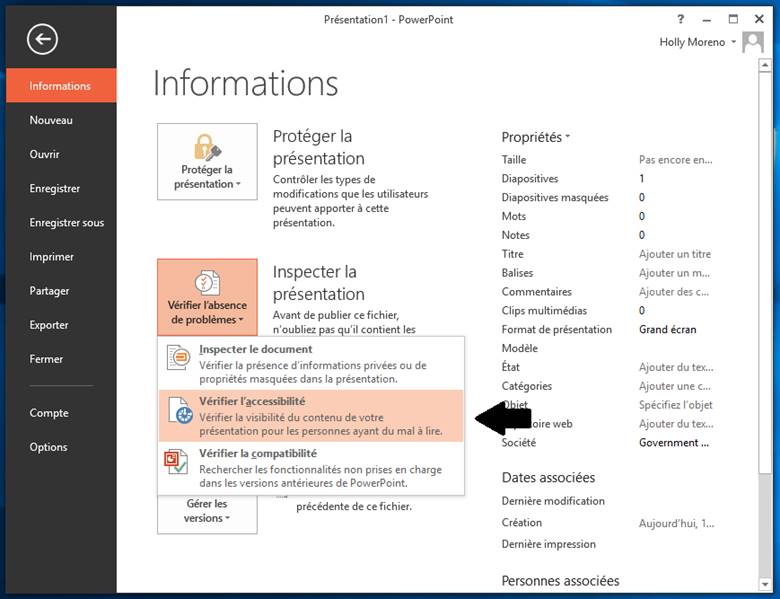 Présentation1 - PowerPoint
?
Holly Moreno
Informations
Nouveau
Ouvrir
Enregistrer
Enregistrer sous
Imprimer
Partager
Exporter
Fermer
Compte
Options
Informations
Protéger la
présentation
Protéger la
présentation
Contrôler les types de
modifications que les utilisateurs
peuvent apporter à cette
présentation.
Vérifier l'absence
de problèmes
Inspecter la
présentation
Avant de publier ce fichier,
n'oubliez pas qu'il contient les
Inspecter le document
Vérifier la présence d'informations privées ou de
propriétés masquées dans la présentation.
Vérifier l'accessibilité
Vérifier la visibilité du contenu de votre
présentation pour les personnes ayant du mal à lire.
Vérifier la compatibilité
Rechercher les fonctionnalités non prises en charge
dans les versions antérieures de PowerPoint.
Gérer les
versions
précédente de ce fichier.
Propriétés
Taille Pas encore en...
Diapositives 1
Diapositives masquées 0
Mots 0
Notes 0
Titre Ajouter un titre
Balises Ajouter un m...
Commentaires Ajouter des c...
Clips multimédias 0
Format de présentation Grand écran
Modèle
État Ajouter du tex...
Catégories Ajouter une c...
Objet Spécifiez l'objet
web Ajouter du tex...
Société Government ...
Dates associées
Dernière modification
Création Aujourd'hui, 1...
Dernière impression
Personnes associées